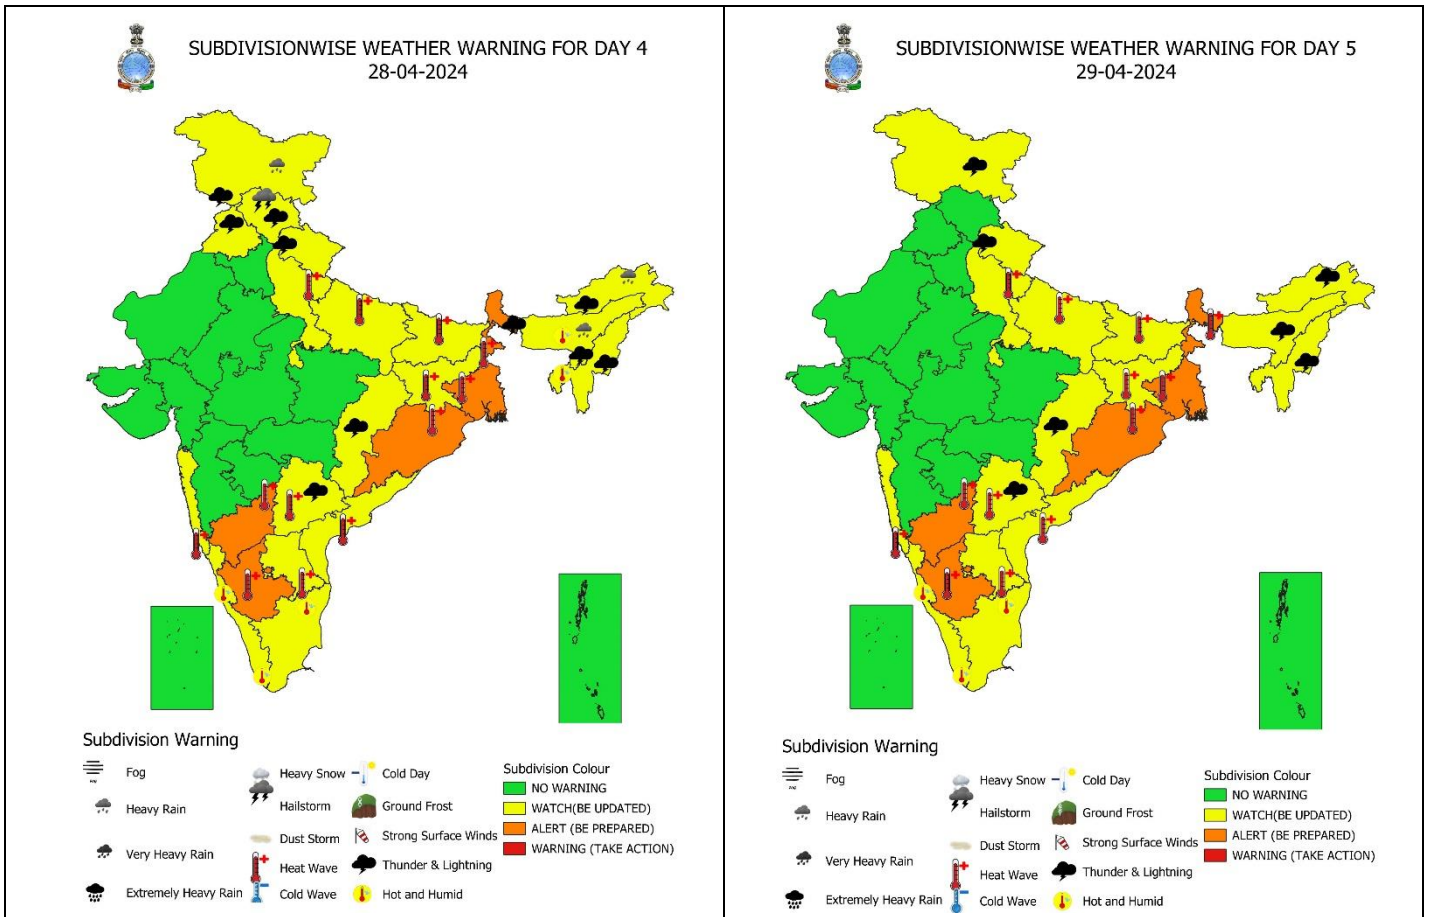 SUBDIVISIONWISE WEATHER WARNING FOR DAY 4
28-04-2024
Subdivision Warning
Fog
Heavy Rain
Very Heavy Rain
Extremely Heavy Rain
Heavy Snow
Hailstorm
Dust Storm
Heat Wave
Cold Wave
Cold Day
Ground Frost
Strong Surface Winds
Thunder & Lightning
Hot and Humid
Subdivision Colour
NO WARNING
WATCH(BE UPDATED)
ALERT (BE PREPARED)
WARNING (TAKE ACTION)
SUBDIVISIONWISE WEATHER WARNING FOR DAY 5
29-04-2024
Subdivision Warning
Fog
Heavy Rain
Very Heavy Rain
Extremely Heavy Rain
Heavy Snow
Hailstorm
Dust Storm
Heat Wave
Cold Wave
Cold Day
Ground Frost
Strong Surface Winds
Thunder & Lightning
Hot and Humid
Subdivision Colour
NO WARNING
WATCH(BE UPDATED)
ALERT (BE PREPARED)
WARNING (TAKE ACTION)